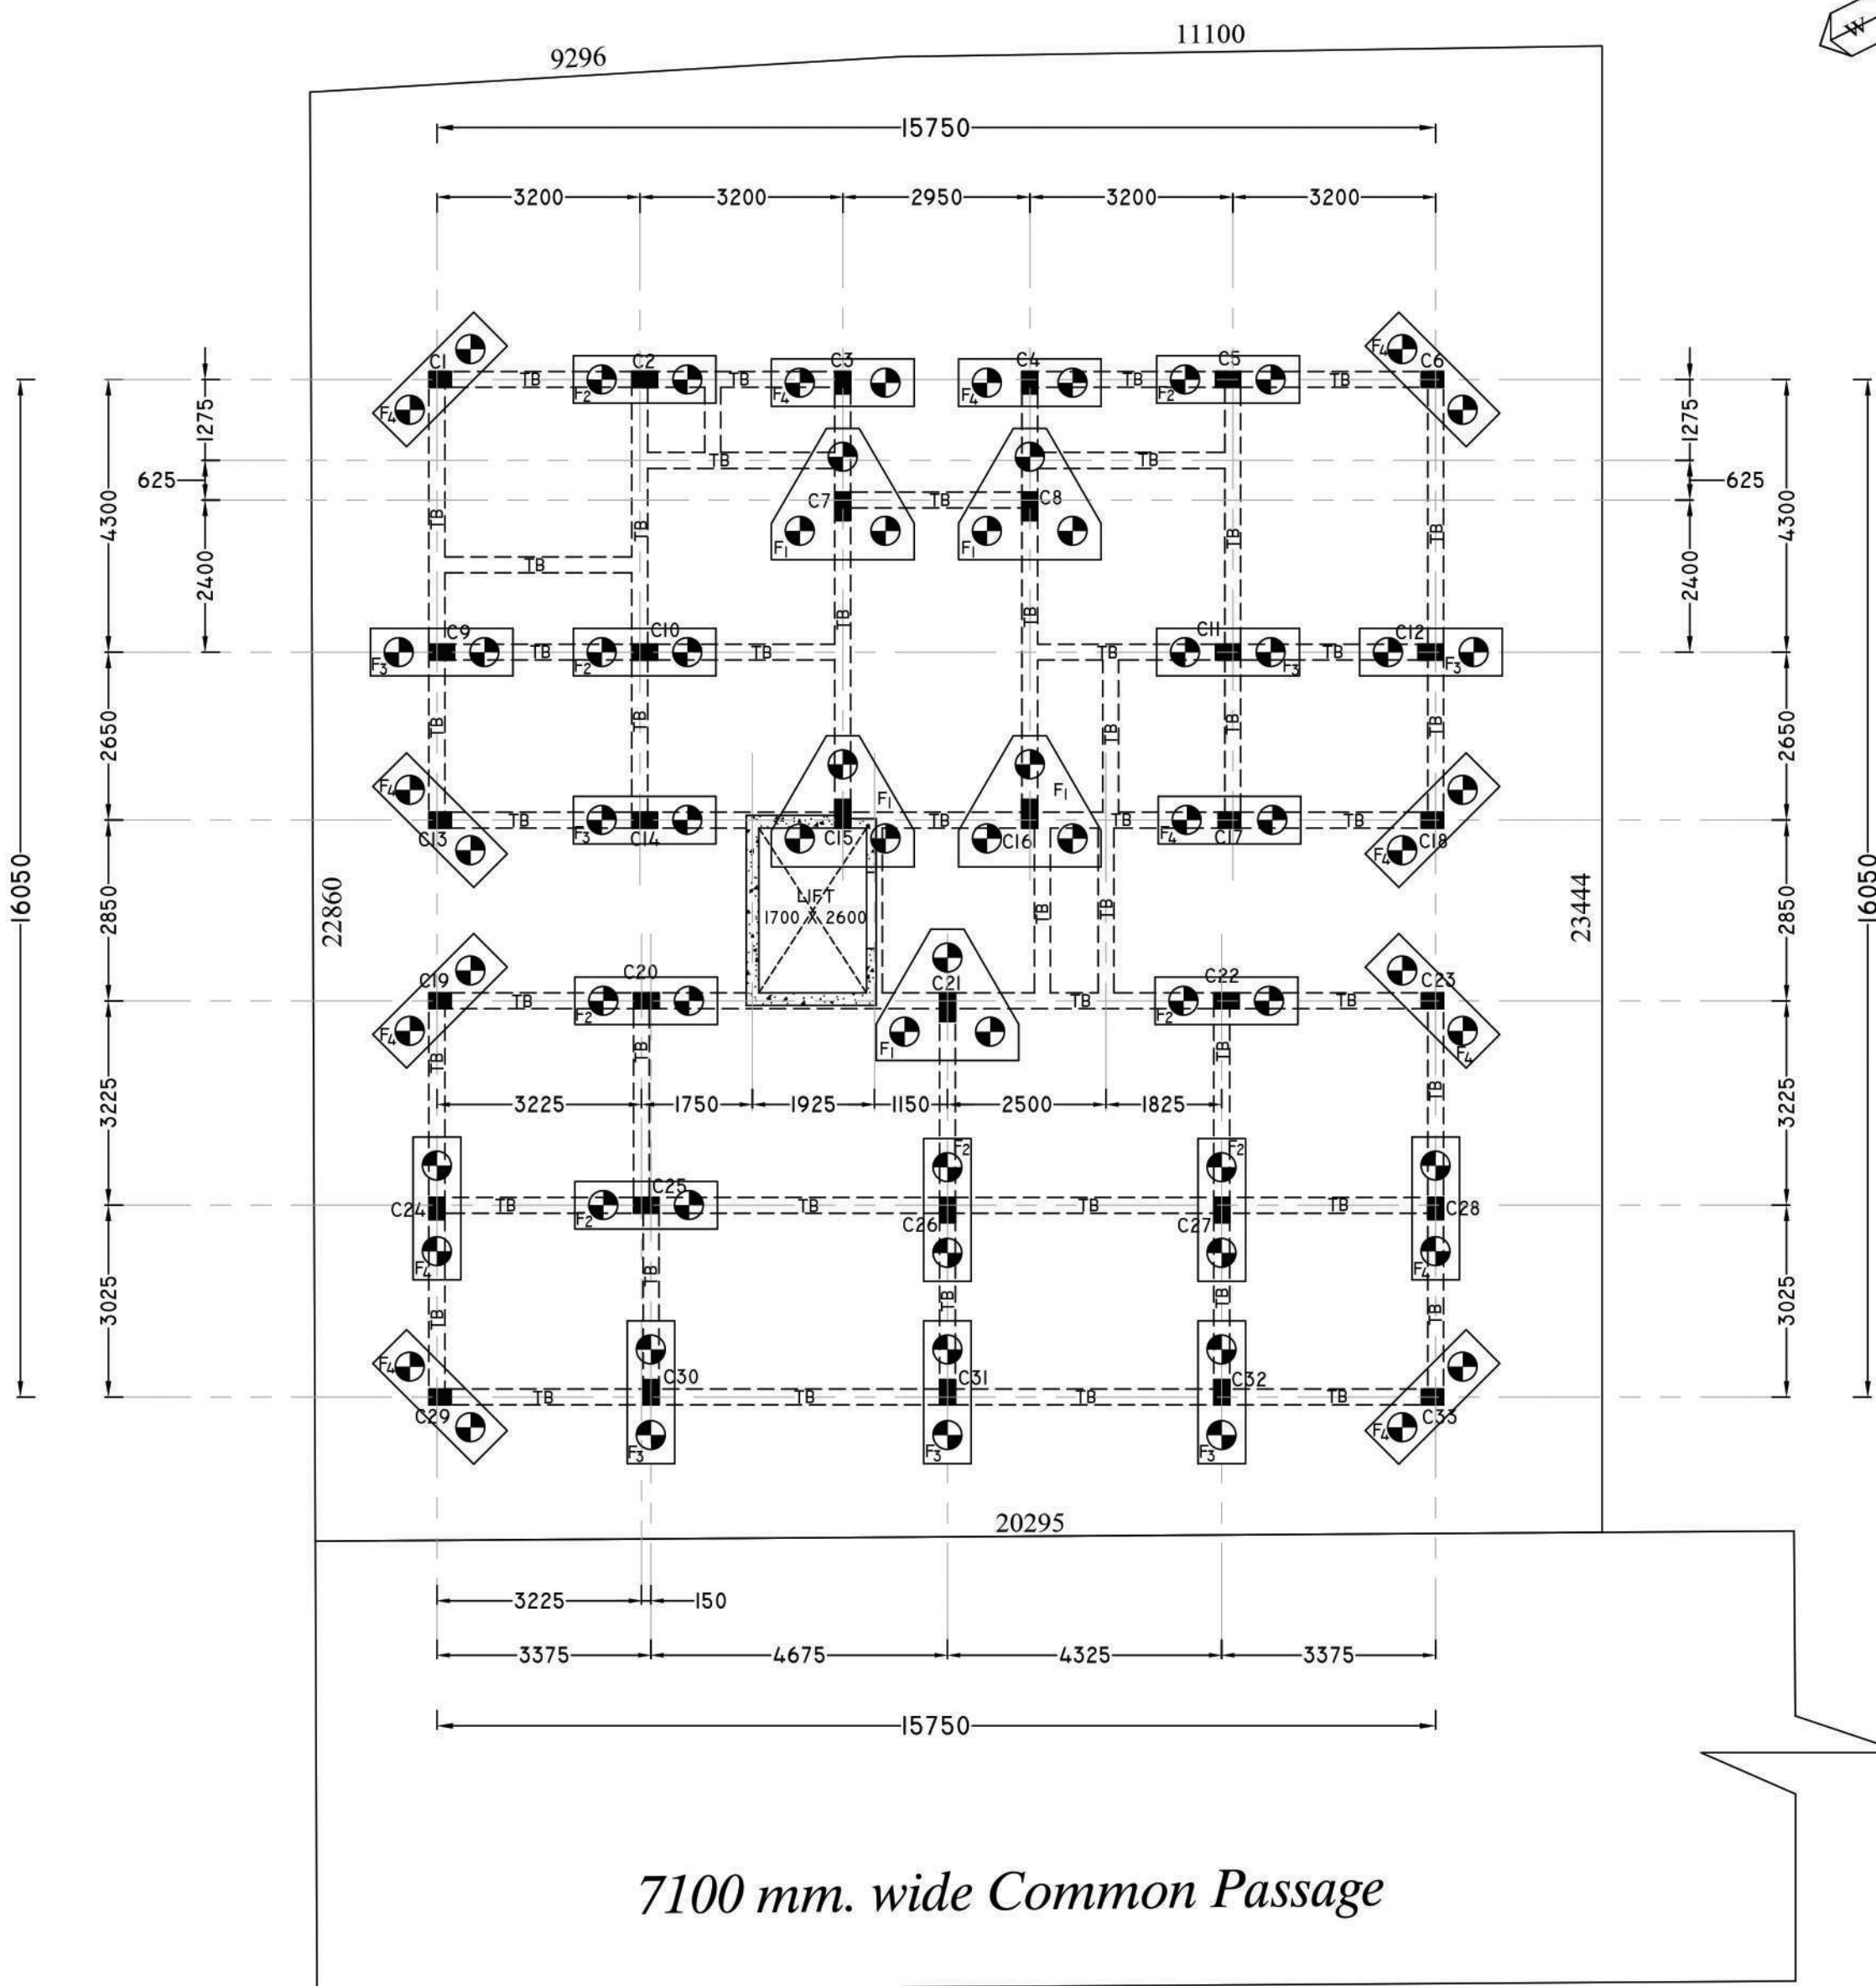 W
11100
9296
15750
3200 3200 2950 3200 3200
C1 TB C2 TB C3 C4 TB C5 TB C6
F4 F2 F4 F4 F2 F4
1275 1275
TB TB
625 625
C7 TB C8
4300 4300
TB TB TB TB
F1 F1
2400 2400
TB
TB TB
C9 C10 C11 C12
TB TB TB TB
F3 F2 F3 F3
2650 TB TB TB TB TB 2650
F4 F1 F1
TB TB TB TB
C13 F3 C14 C15 C16 F4 C17 F4 C18
16050 16050
2850 22860 LIFT 23444 2850
1700 X 2600 TB TB
C19 C20 C21 C22 C23
TB TB TB
F4 F2 F1 F2 F4
TB TB TB TB
3225 3225
3225 1750 1925 1150 2500 1825
F2 F2
C24 TB C25 TB TB TB C28
F2 C26 C27
F4 F4
3025 TB TB TB TB TB 3025
F4
C30 C31 C32
TB TB TB TB
C29 F4 C33
F3 F3 F3
20295
3225 150
3375 4675 4325 3375
15750
7100 mm. wide Common Passage